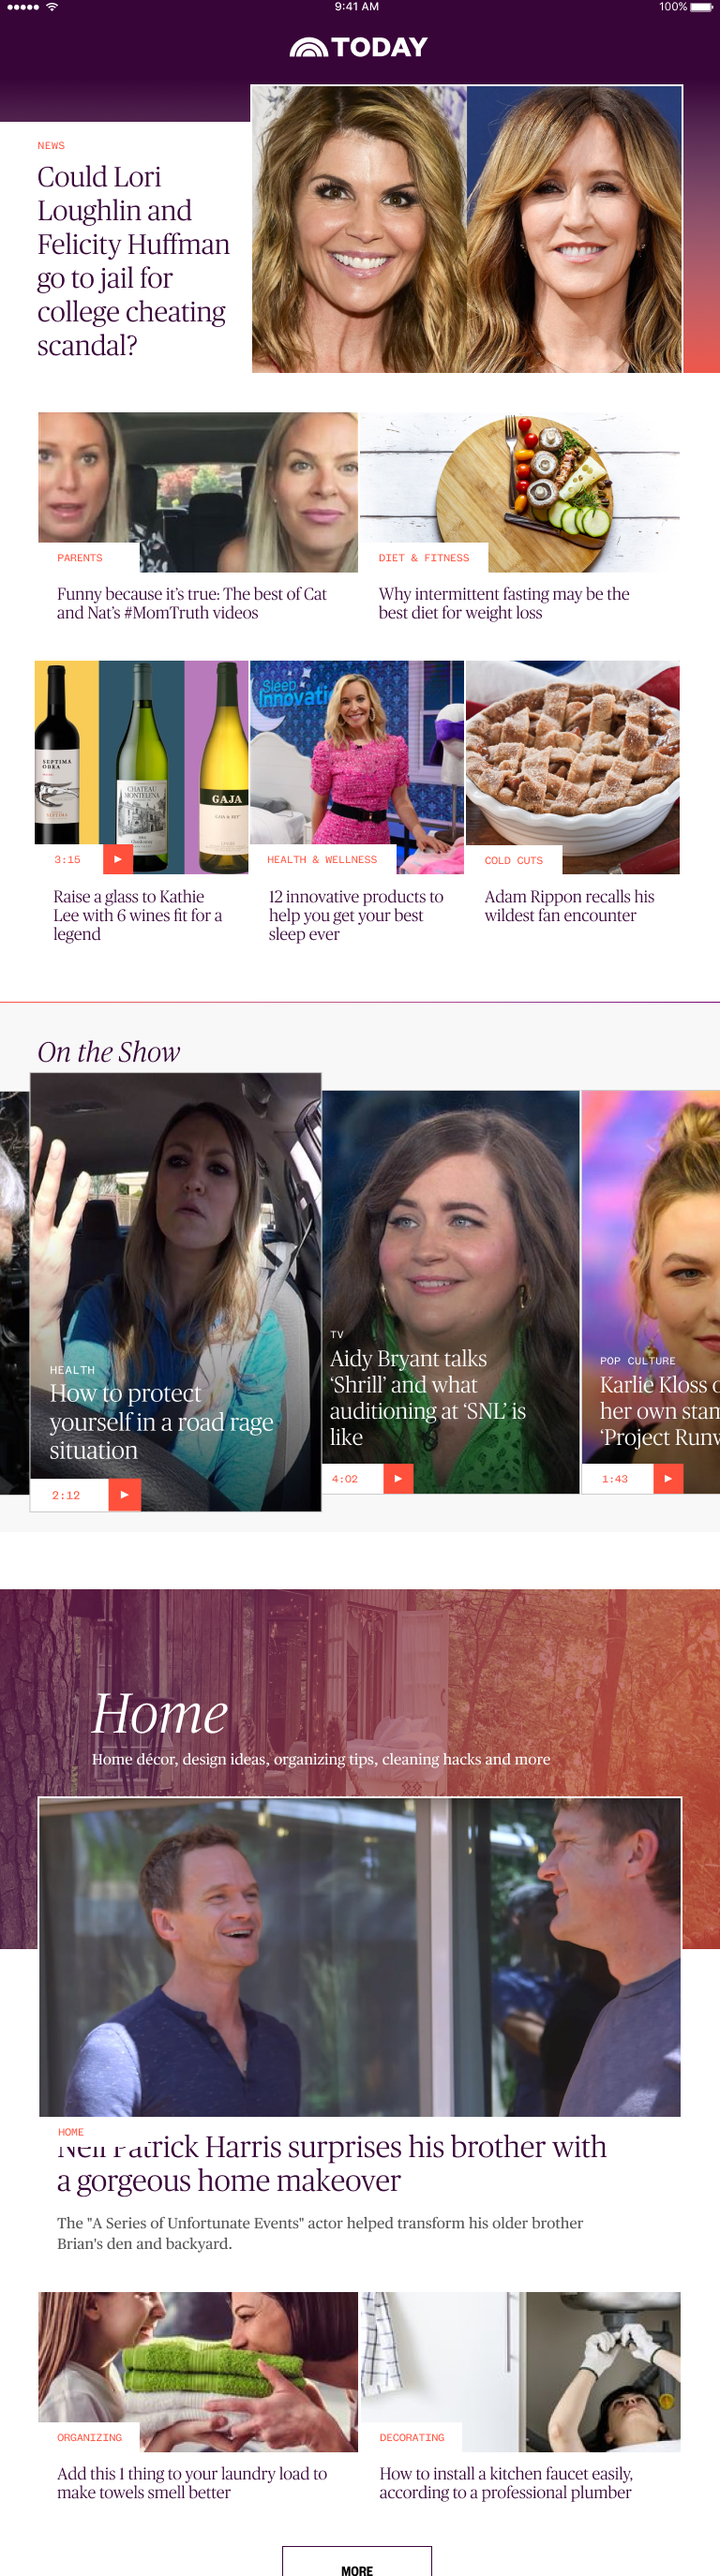 9:41 AM
100%
TODAY
NEWS
Could Lori
Loughlin and
Felicity Huffman
go to jail for
college cheating
scandal?
PARENTS
Funny because it's true: The best of Cat
and Nat's #MomTruth videos
DIET & FITNESS
Why intermittent fasting may be the
best diet for weight loss
SEPTIMA
OBRA
CHATEAU
MONTELENA
GAJA
3:15
Raise a glass to Kathie
Lee with 6 wines fit for a
legend
Sleep
HEALTH & WELLNESS
12 innovative products to
help you get your best
sleep ever
COLD CUTS
Adam Rippon recalls his
wildest fan encounter
On the Show
HEALTH
How to protect
yourself in a road rage
situation
2:12
TV
Aidy Bryant talks
‘Shrill’ and what
auditioning at ‘SNL’ is
like
4:02
POP CULTURE
Karlie Kloss
her own
‘Project
1:43
Home
Home décor, design ideas, organizing tips, cleaning hacks and more
HOME
Neil Patrick Harris surprises his brother with
a gorgeous home makeover
The "A Series of Unfortunate Events" actor helped transform his older brother
Brian's den and backyard.
ORGANIZING
Add this 1 thing to your laundry load to
make towels smell better
DECORATING
How to install a kitchen faucet easily,
according to a professional plumber
MORE